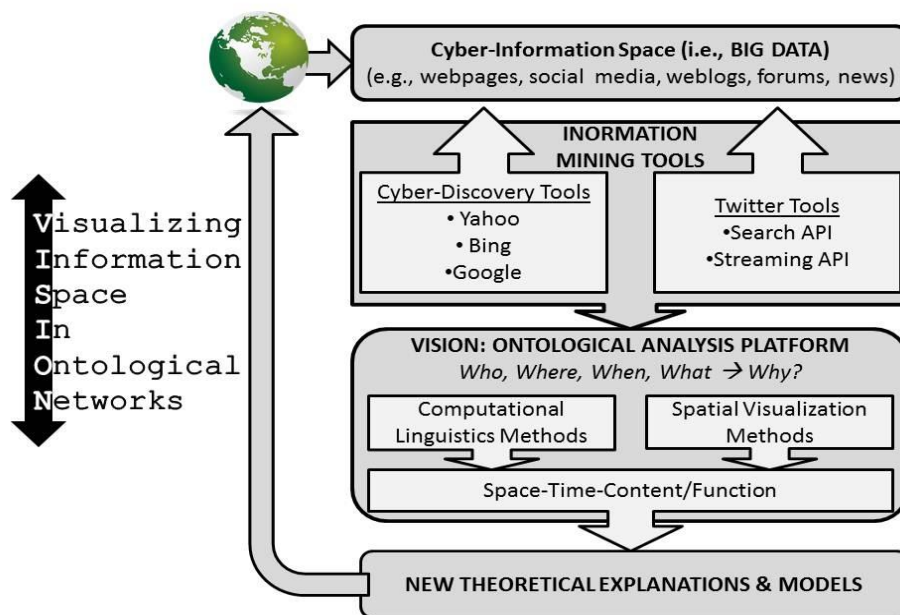 Cyber-Information Space (i.e., BIG DATA)
(e.g., webpages, social media, weblogs, forums, news)
INORMATION
MINING TOOLS
Cyber-Discovery Tools
• Yahoo
• Bing
• Google
Twitter Tools
•Search API
•Streaming API
Visualizing
Information
Space
In
Ontological
Networks
VISION: ONTOLOGICAL ANALYSIS PLATFORM
Who, Where, When, What → Why?
Computational
Linguistics Methods
Spatial Visualization
Methods
Space-Time-Content/Function
NEW THEORETICAL EXPLANATIONS & MODELS